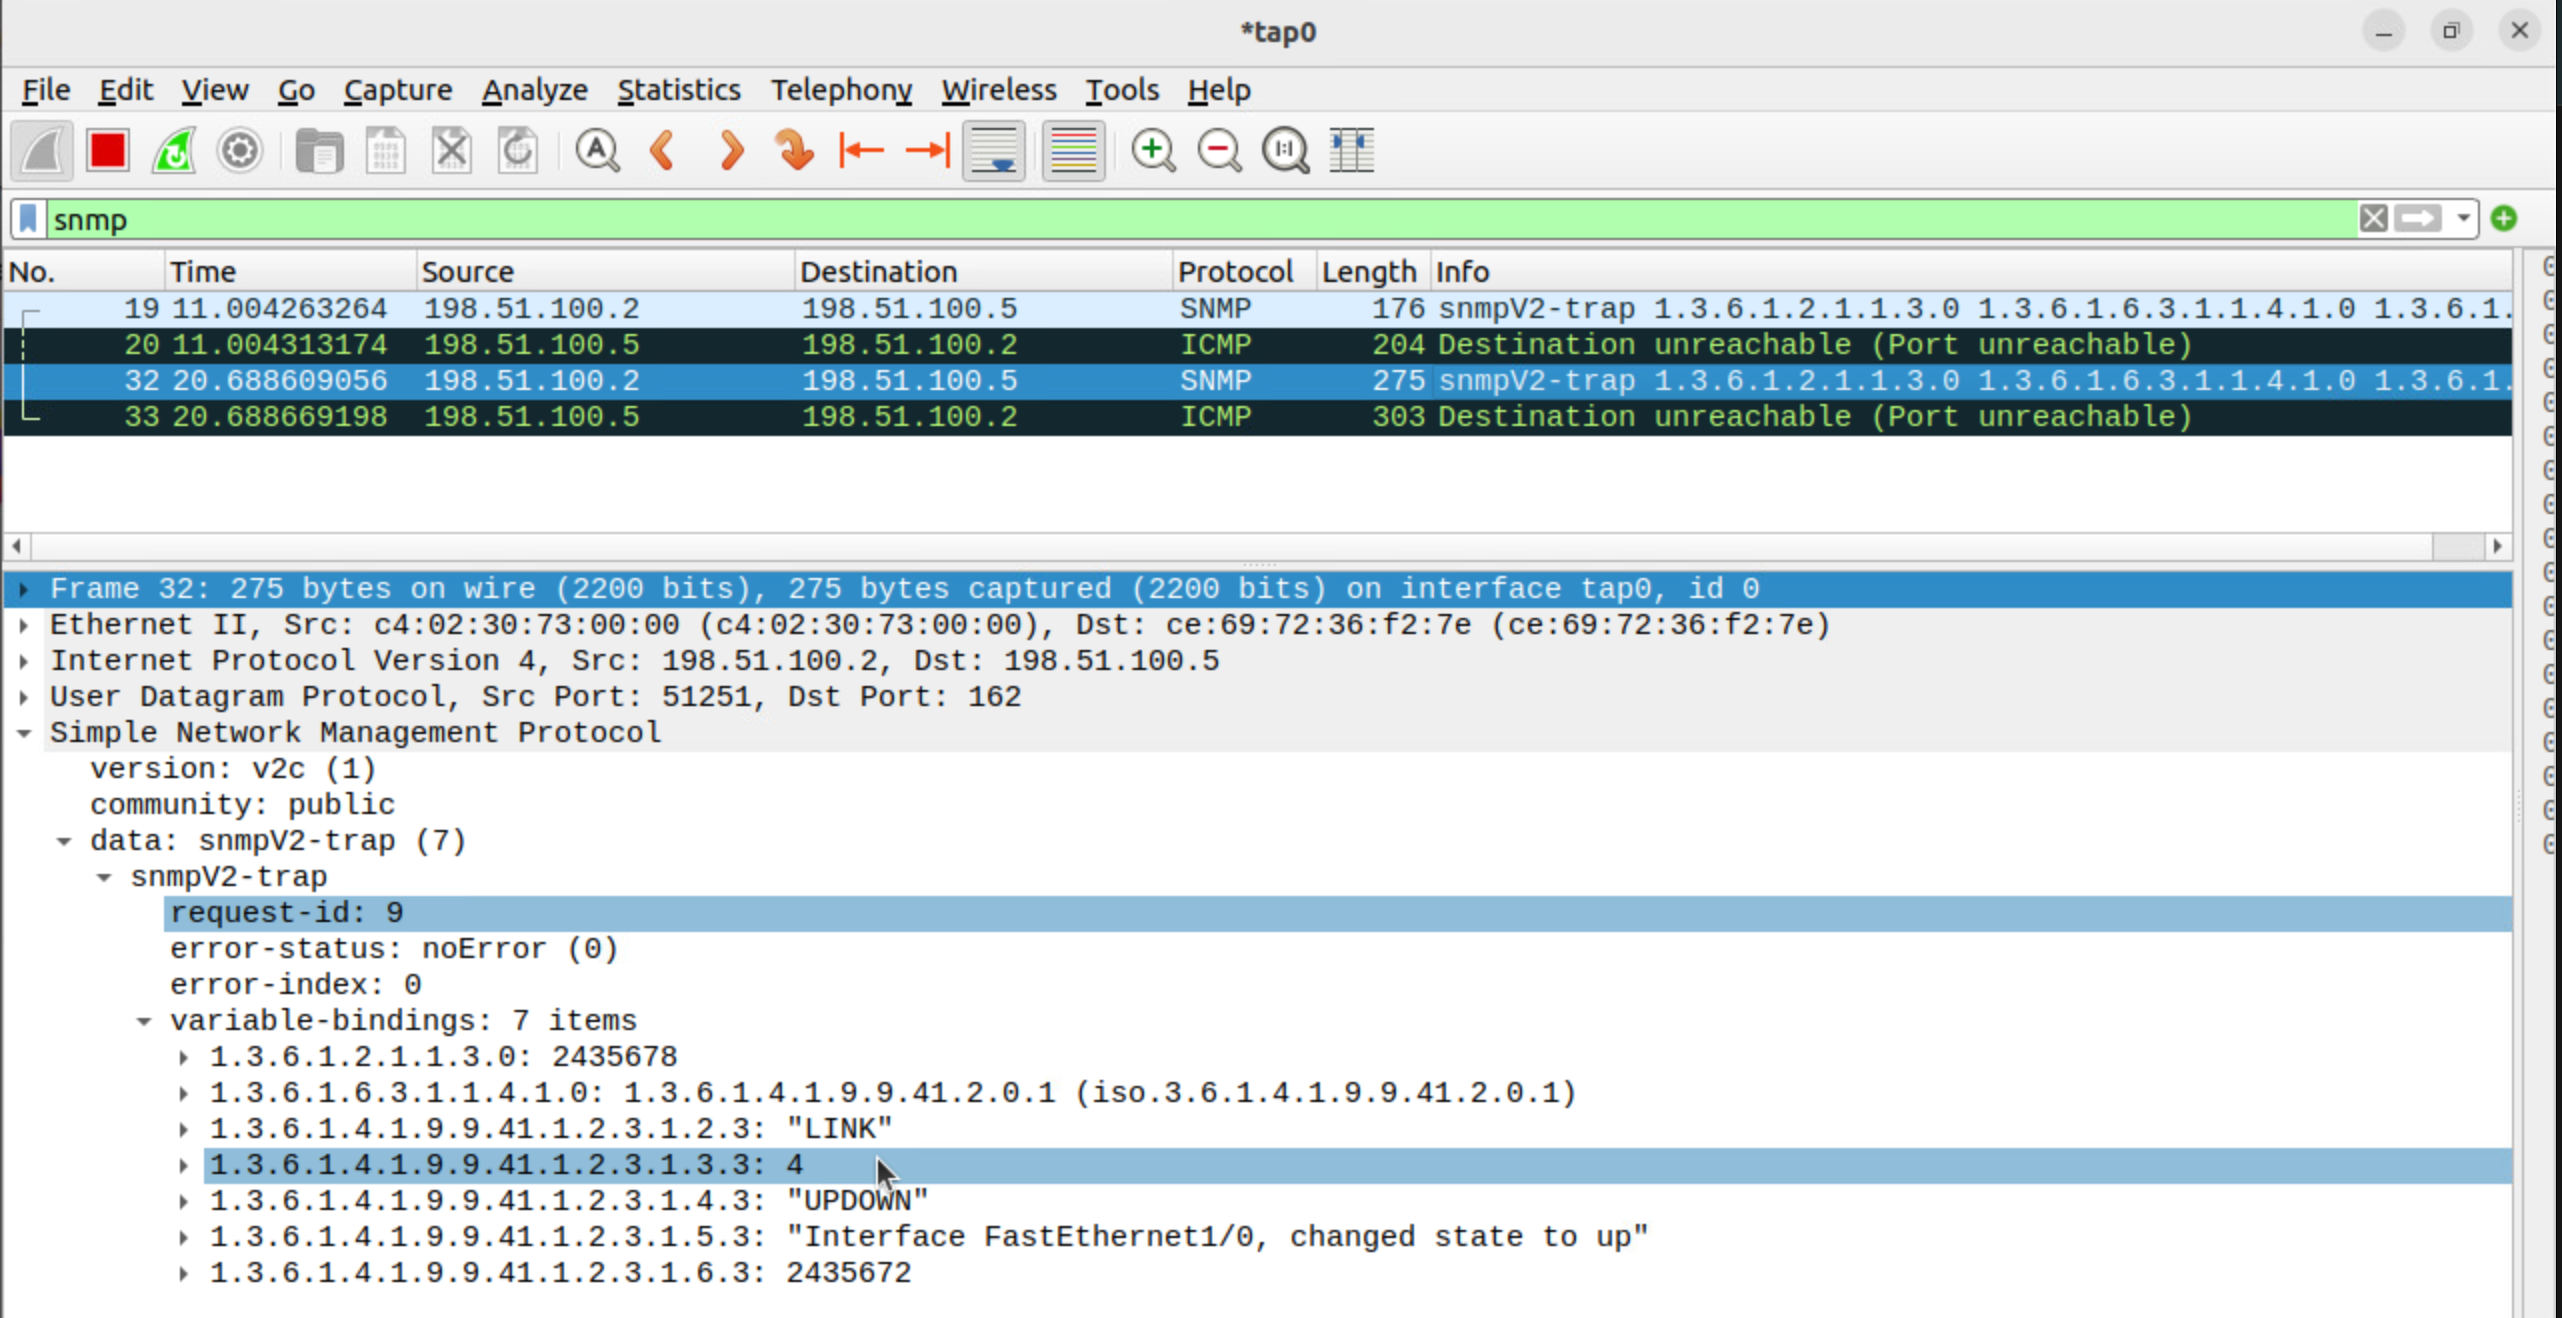 *tap0
File Edit View Go Capture Analyze Statistics Telephony Wireless Tools Help
snmp
No. Time Source Destination Protocol Length Info
19 11.004263264 198.51.100.2 198.51.100.5 SNMP 176 snmpV2-trap 1.3.6.1.2.1.1.3.0 1.3.6.1.6.3.1.1.4.1.0 1.3.6.1.
20 11.004313174 198.51.100.5 198.51.100.2 ICMP 204 Destination unreachable (Port unreachable)
32 20.688609056 198.51.100.2 198.51.100.5 SNMP 275 snmpV2-trap 1.3.6.1.2.1.1.3.0 1.3.6.1.6.3.1.1.4.1.0 1.3.6.1.
33 20.688669198 198.51.100.5 198.51.100.2 ICMP 303 Destination unreachable (Port unreachable)
Frame 32: 275 bytes on wire (2200 bits), 275 bytes captured (2200 bits) on interface tap0, id 0
Ethernet II, Src: c4:02:30:73:00:00 (c4:02:30:73:00:00), Dst: ce:69:72:36:f2:7e (ce:69:72:36:f2:7e)
Internet Protocol Version 4, Src: 198.51.100.2, Dst: 198.51.100.5
User Datagram Protocol, Src Port: 51251, Dst Port: 162
Simple Network Management Protocol
version: v2c (1)
community: public
data: snmpV2-trap (7)
snmpV2-trap
request-id: 9
error-status: noError (0)
error-index: 0
variable-bindings: 7 items
1.3.6.1.2.1.1.3.0: 2435678
1.3.6.1.6.3.1.1.4.1.0: 1.3.6.1.4.1.9.9.41.2.0.1 (iso.3.6.1.4.1.9.9.41.2.0.1)
1.3.6.1.4.1.9.9.41.1.2.3.1.2.3: "LINK"
1.3.6.1.4.1.9.9.41.1.2.3.1.3.3: 4
1.3.6.1.4.1.9.9.41.1.2.3.1.4.3: "UPDOWN"
1.3.6.1.4.1.9.9.41.1.2.3.1.5.3: "Interface FastEthernet1/0, changed state to up"
1.3.6.1.4.1.9.9.41.1.2.3.1.6.3: 2435672